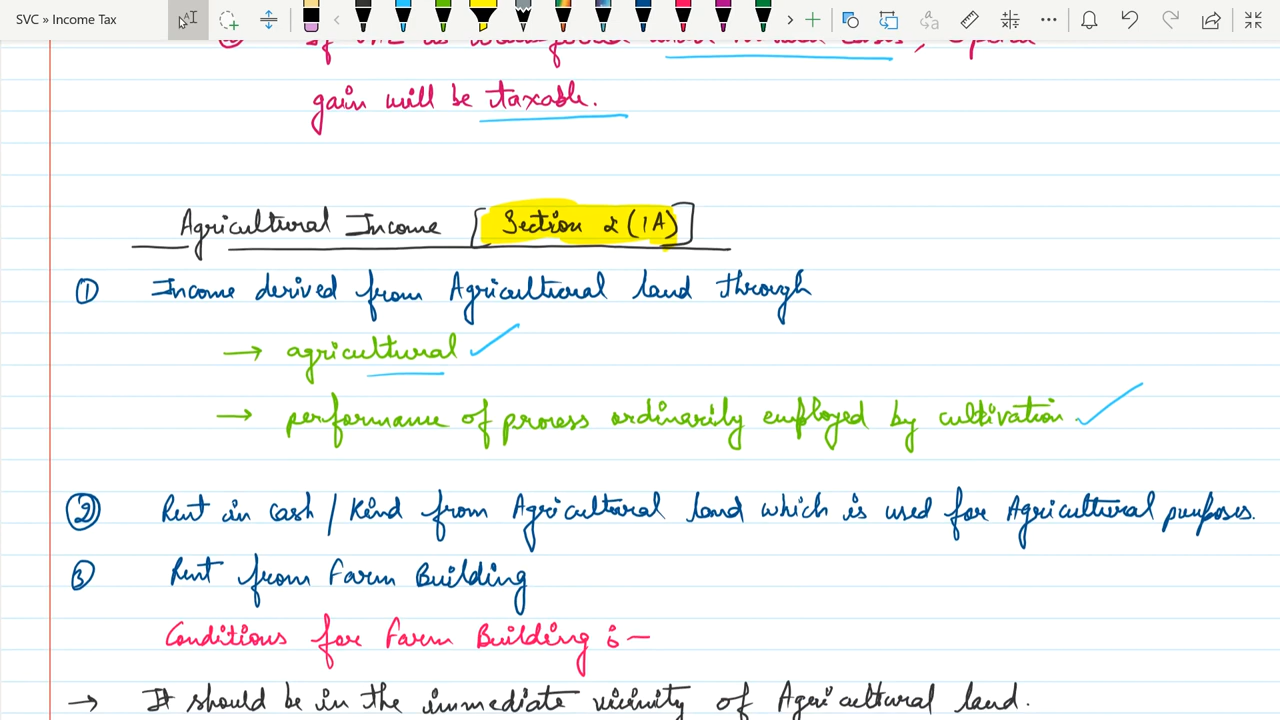 SVC » Income Tax
gain will be taxable.
Agricultural Income [Section 2(1A)]
① Income derived from Agricultural land through
→ agricultural ✓
→ performance of process ordinarily employed by cultivation ✓
② Rent in cash / Kind from Agricultural land which is used for Agricultural purposes.
③ Rent from Farm Building
Conditions for Farm Building :-
→ It should be in the immediate vicinity of Agricultural land.